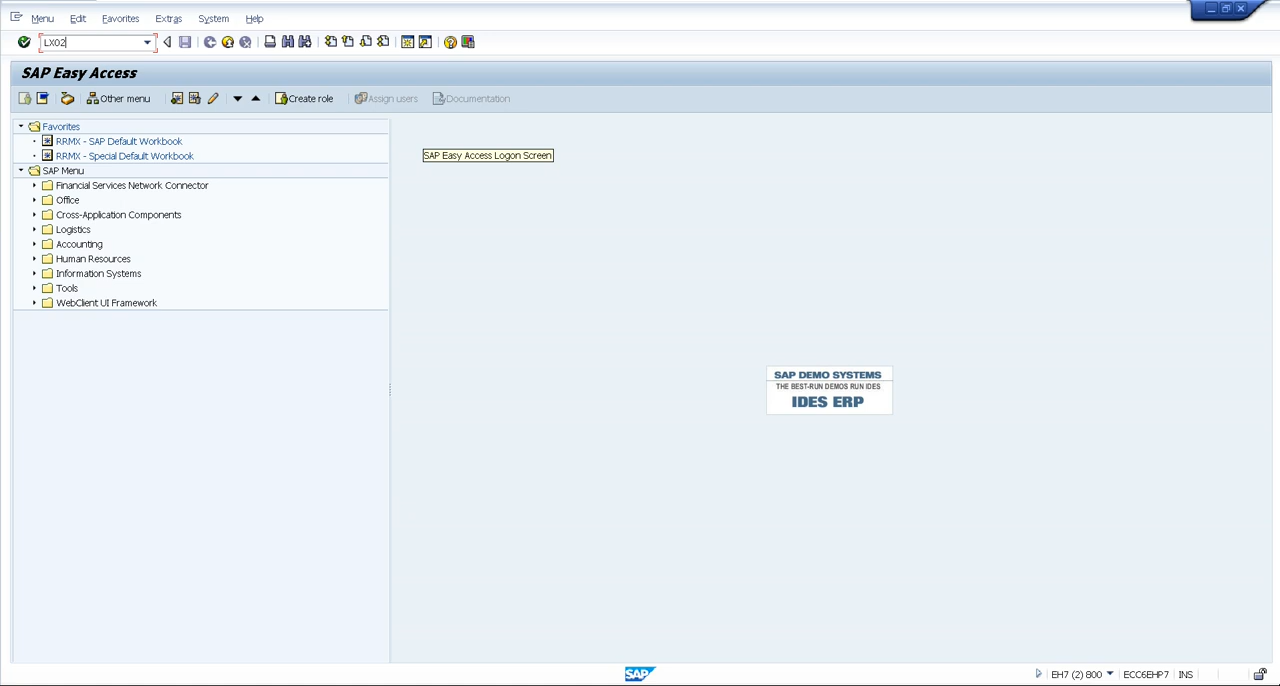 Menu Edit Favorites Extras System Help
LX02
SAP Easy Access
Other menu Create role Assign users Documentation
Favorites
RRMX - SAP Default Workbook
RRMX - Special Default Workbook
SAP Menu
Financial Services Network Connector
Office
Cross-Application Components
Logistics
Accounting
Human Resources
Information Systems
Tools
WebClient UI Framework
SAP Easy Access Logon Screen
SAP DEMO SYSTEMS
THE BEST-RUN DEMOS RUN IDES
IDES ERP
SAP
EH7 (2) 800 ECC6EHP7 INS